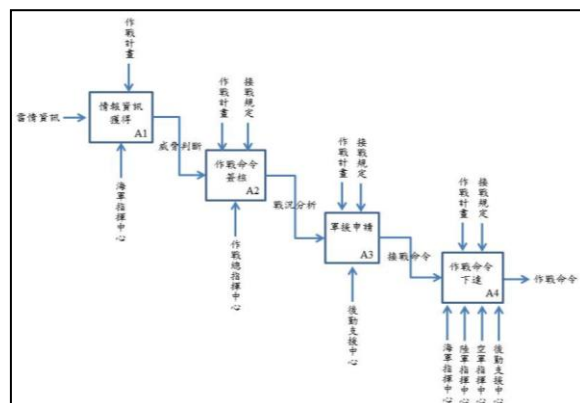 作戰計畫
情報資訊
獲得
A1
當情資訊
海軍指揮中心
威脅判斷
作戰計畫
接戰規定
作戰命令
簽核
A2
作戰總指揮中心
戰況分析
作戰計畫
接戰規定
軍援申請
A3
後勤支援中心
接戰命令
作戰計畫
接戰規定
作戰命令
下達
A4
作戰命令
海軍指揮中心
陸軍指揮中心
空軍指揮中心
後勤支援中心